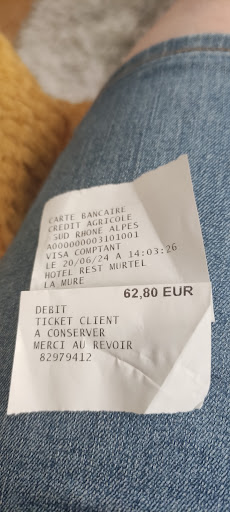 CARTE BANCAIRE
CREDIT AGRICOLE
SUD RHONE ALPES
A000000003101001
VISA COMPTANT
LE 20/06/24 A 14:03:26
HOTEL REST MURTEL
LA MURE
62,80 EUR
DEBIT
TICKET CLIENT
A CONSERVER
MERCI AU REVOIR
82979412